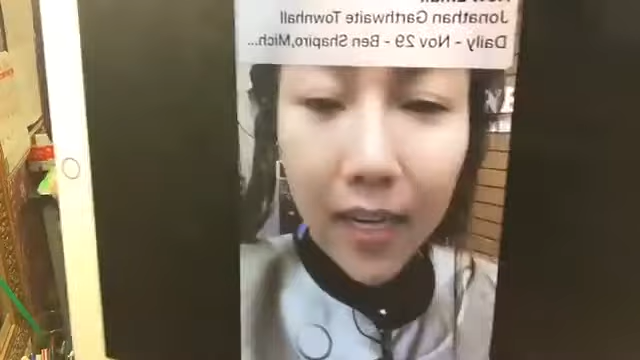 Jonathan Garthwaite Townhall
Daily - Nov 29 - Ben Shapiro,Mich...